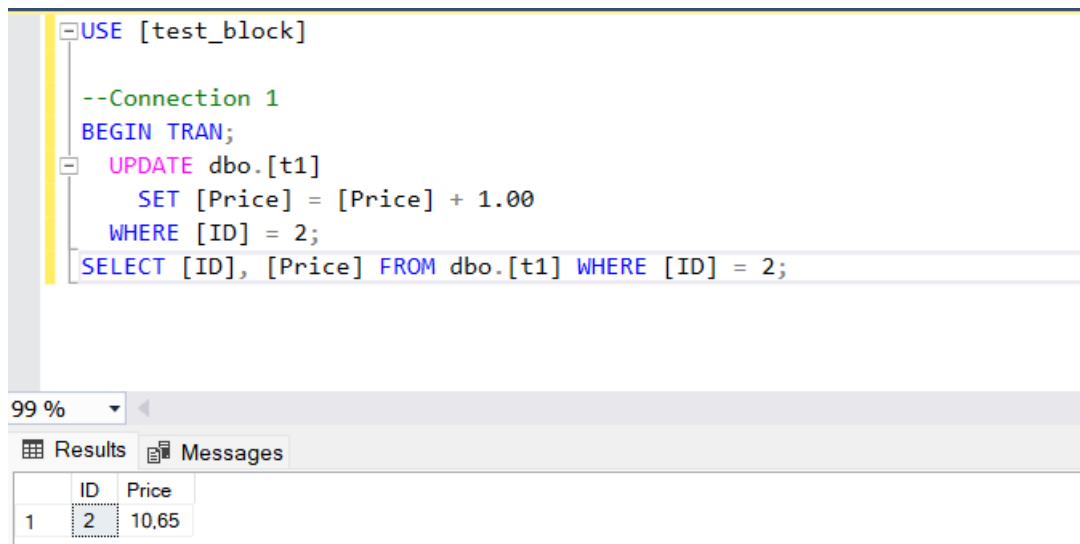 USE [test_block]
--Connection 1
BEGIN TRAN;
UPDATE dbo.[t1]
SET [Price] = [Price] + 1.00
WHERE [ID] = 2;
SELECT [ID], [Price] FROM dbo.[t1] WHERE [ID] = 2;
99 %
Results Messages
ID Price
1 2 10,65